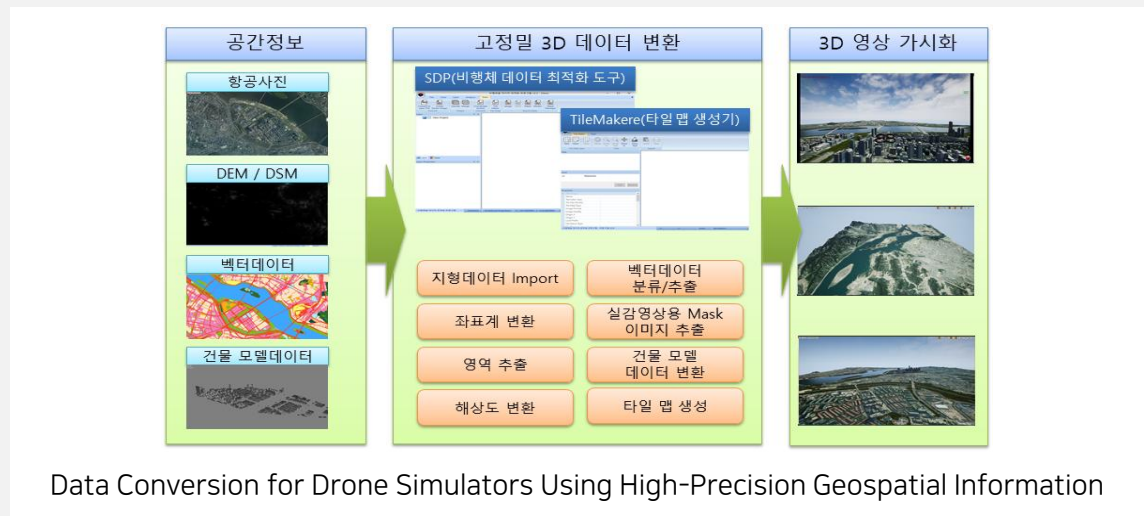 공간정보
항공사진
DEM / DSM
벡터데이터
건물 모델데이터
고정밀 3D 데이터 변환
SDP(비행체 데이터 최적화 도구)
TileMakere(타일 맵 생성기)
지형데이터 Import
벡터데이터
분류/추출
좌표계 변환
실감영상용 Mask
이미지 추출
영역 추출
건물 모델
데이터 변환
해상도 변환
타일 맵 생성
3D 영상 가시화
Data Conversion for Drone Simulators Using High-Precision Geospatial Information